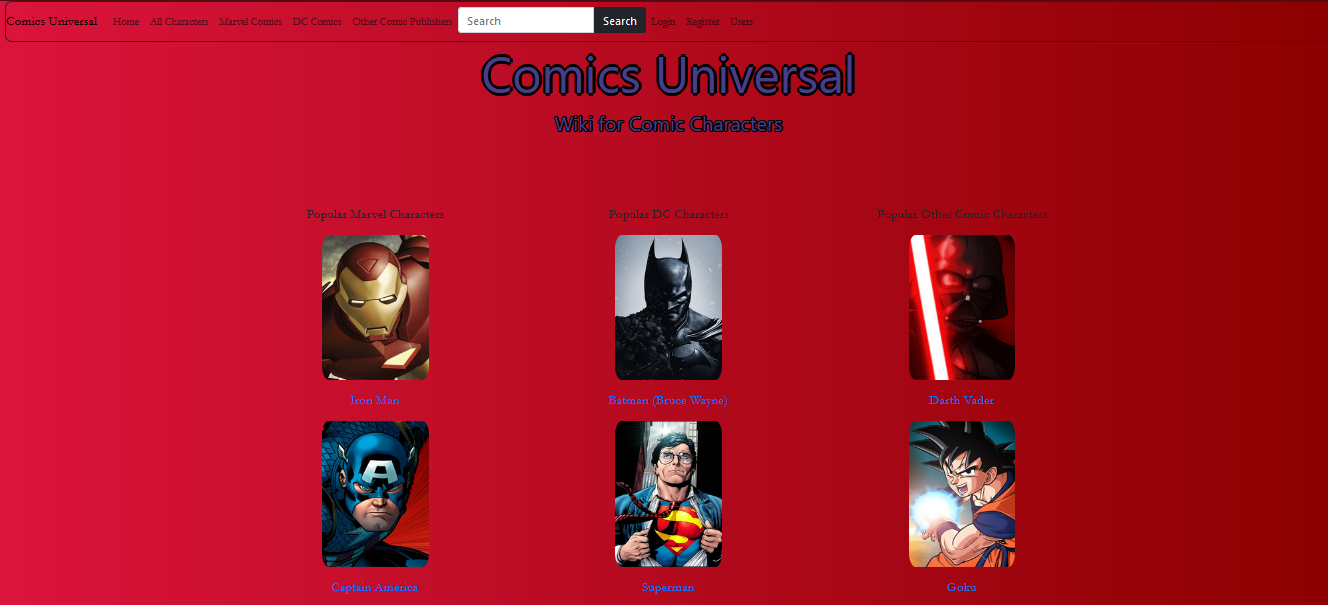 Comics Universal Home All Characters Marvel Comics DC Comics Other Comic Publishers Search Search Login Register Users
Comics Universal
Wiki for Comic Characters
Popular Marvel Characters Popular DC Characters Popular Other Comic Characters
Iron Man Batman (Bruce Wayne) Darth Vader
A S
Captain America Superman Goku